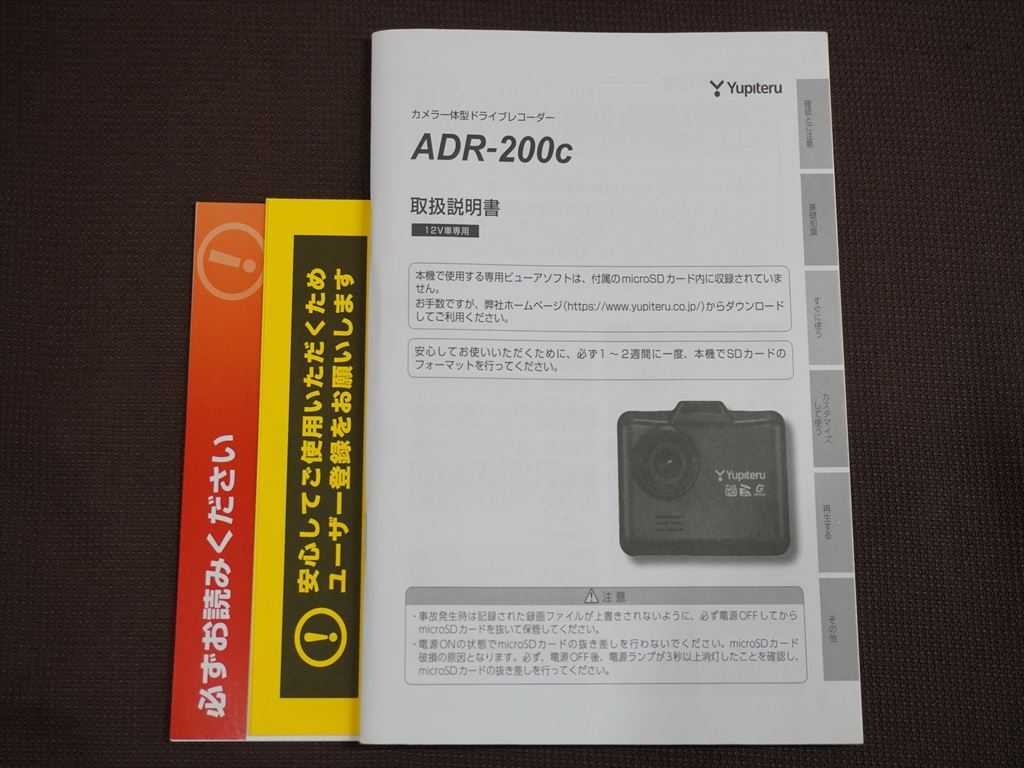 Yupiteru
カメラ一体型ドライブレコーダー
ADR-200c
取扱説明書
12V車専用
本機で使用する専用ビューアソフトは、付属のmicroSDカード内に収録されていま
せん。
お手数ですが、弊社ホームページ(https://www.yupiteru.co.jp/)からダウンロード
してご利用ください。
安心してお使いいただくために、必ず1～2週間に一度、本機でSDカードの
フォーマットを行ってください。
Yupiteru
Full
HD
G
⚠注意
・事故発生時は記録された録画ファイルが上書きされないように、必ず電源OFFしてから
microSDカードを抜いて保管してください。
・電源ONの状態でmicroSDカードの抜き差しを行わないでください。microSDカード
破損の原因となります。必ず、電源OFF後、電源ランプが3秒以上消灯したことを確認し、
microSDカードの抜き差しを行ってください。
確認とご注意
基礎知識
すぐに使う
カスタマイズ
して使う
再生する
その他
安心してご使用いただくため
ユーザー登録をお願いします
必ずお読みください